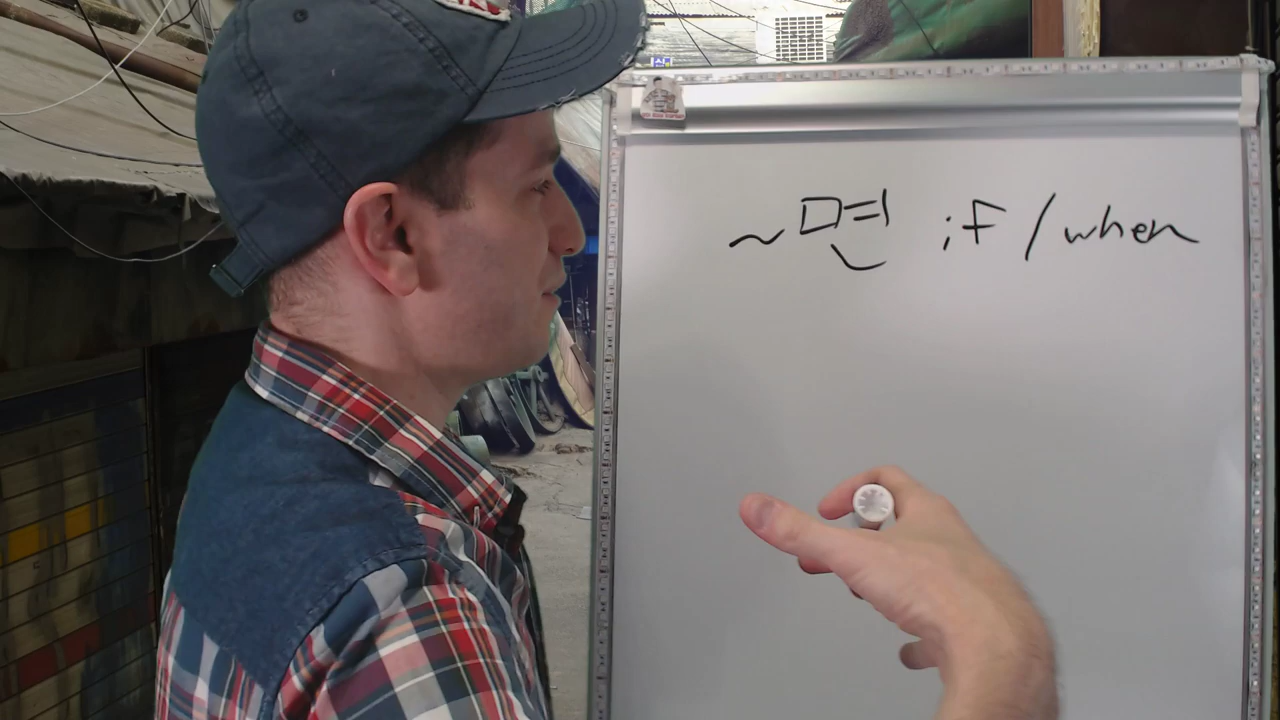 ~면 if / when